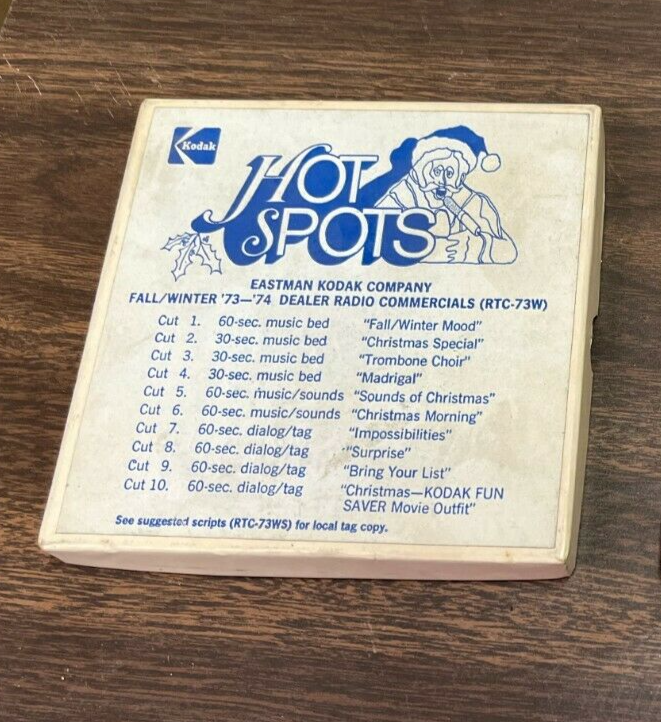 Kodak
HOT
SPOTS
EASTMAN KODAK COMPANY
FALL/WINTER '73—'74 DEALER RADIO COMMERCIALS (RTC-73W)
Cut 1. 60-sec. music bed "Fall/Winter Mood"
Cut 2. 30-sec. music bed "Christmas Special"
Cut 3. 30-sec. music bed "Trombone Choir"
Cut 4. 30-sec. music bed "Madrigal"
Cut 5. 60-sec. music/sounds "Sounds of Christmas"
Cut 6. 60-sec. music/sounds "Christmas Morning"
Cut 7. 60-sec. dialog/tag "Impossibilities"
Cut 8. 60-sec. dialog/tag "Surprise"
Cut 9. 60-sec. dialog/tag "Bring Your List"
Cut 10. 60-sec. dialog/tag "Christmas—KODAK FUN
SAVER Movie Outfit"
See suggested scripts (RTC-73WS) for local tag copy.